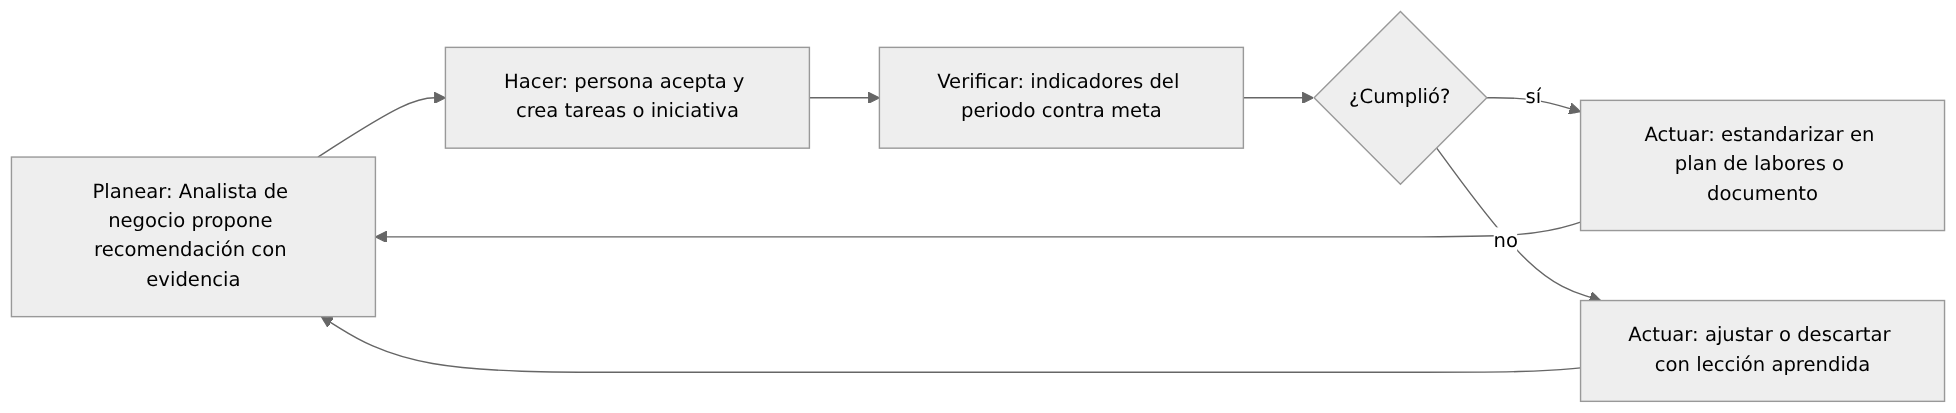 Planear: Analista de
negocio propone
recomendación con
evidencia
Hacer: persona acepta y
crea tareas o iniciativa
Verificar: indicadores del
periodo contra meta
¿Cumplió?
sí
Actuar: estandarizar en
plan de labores o
documento
no
Actuar: ajustar o descartar
con lección aprendida